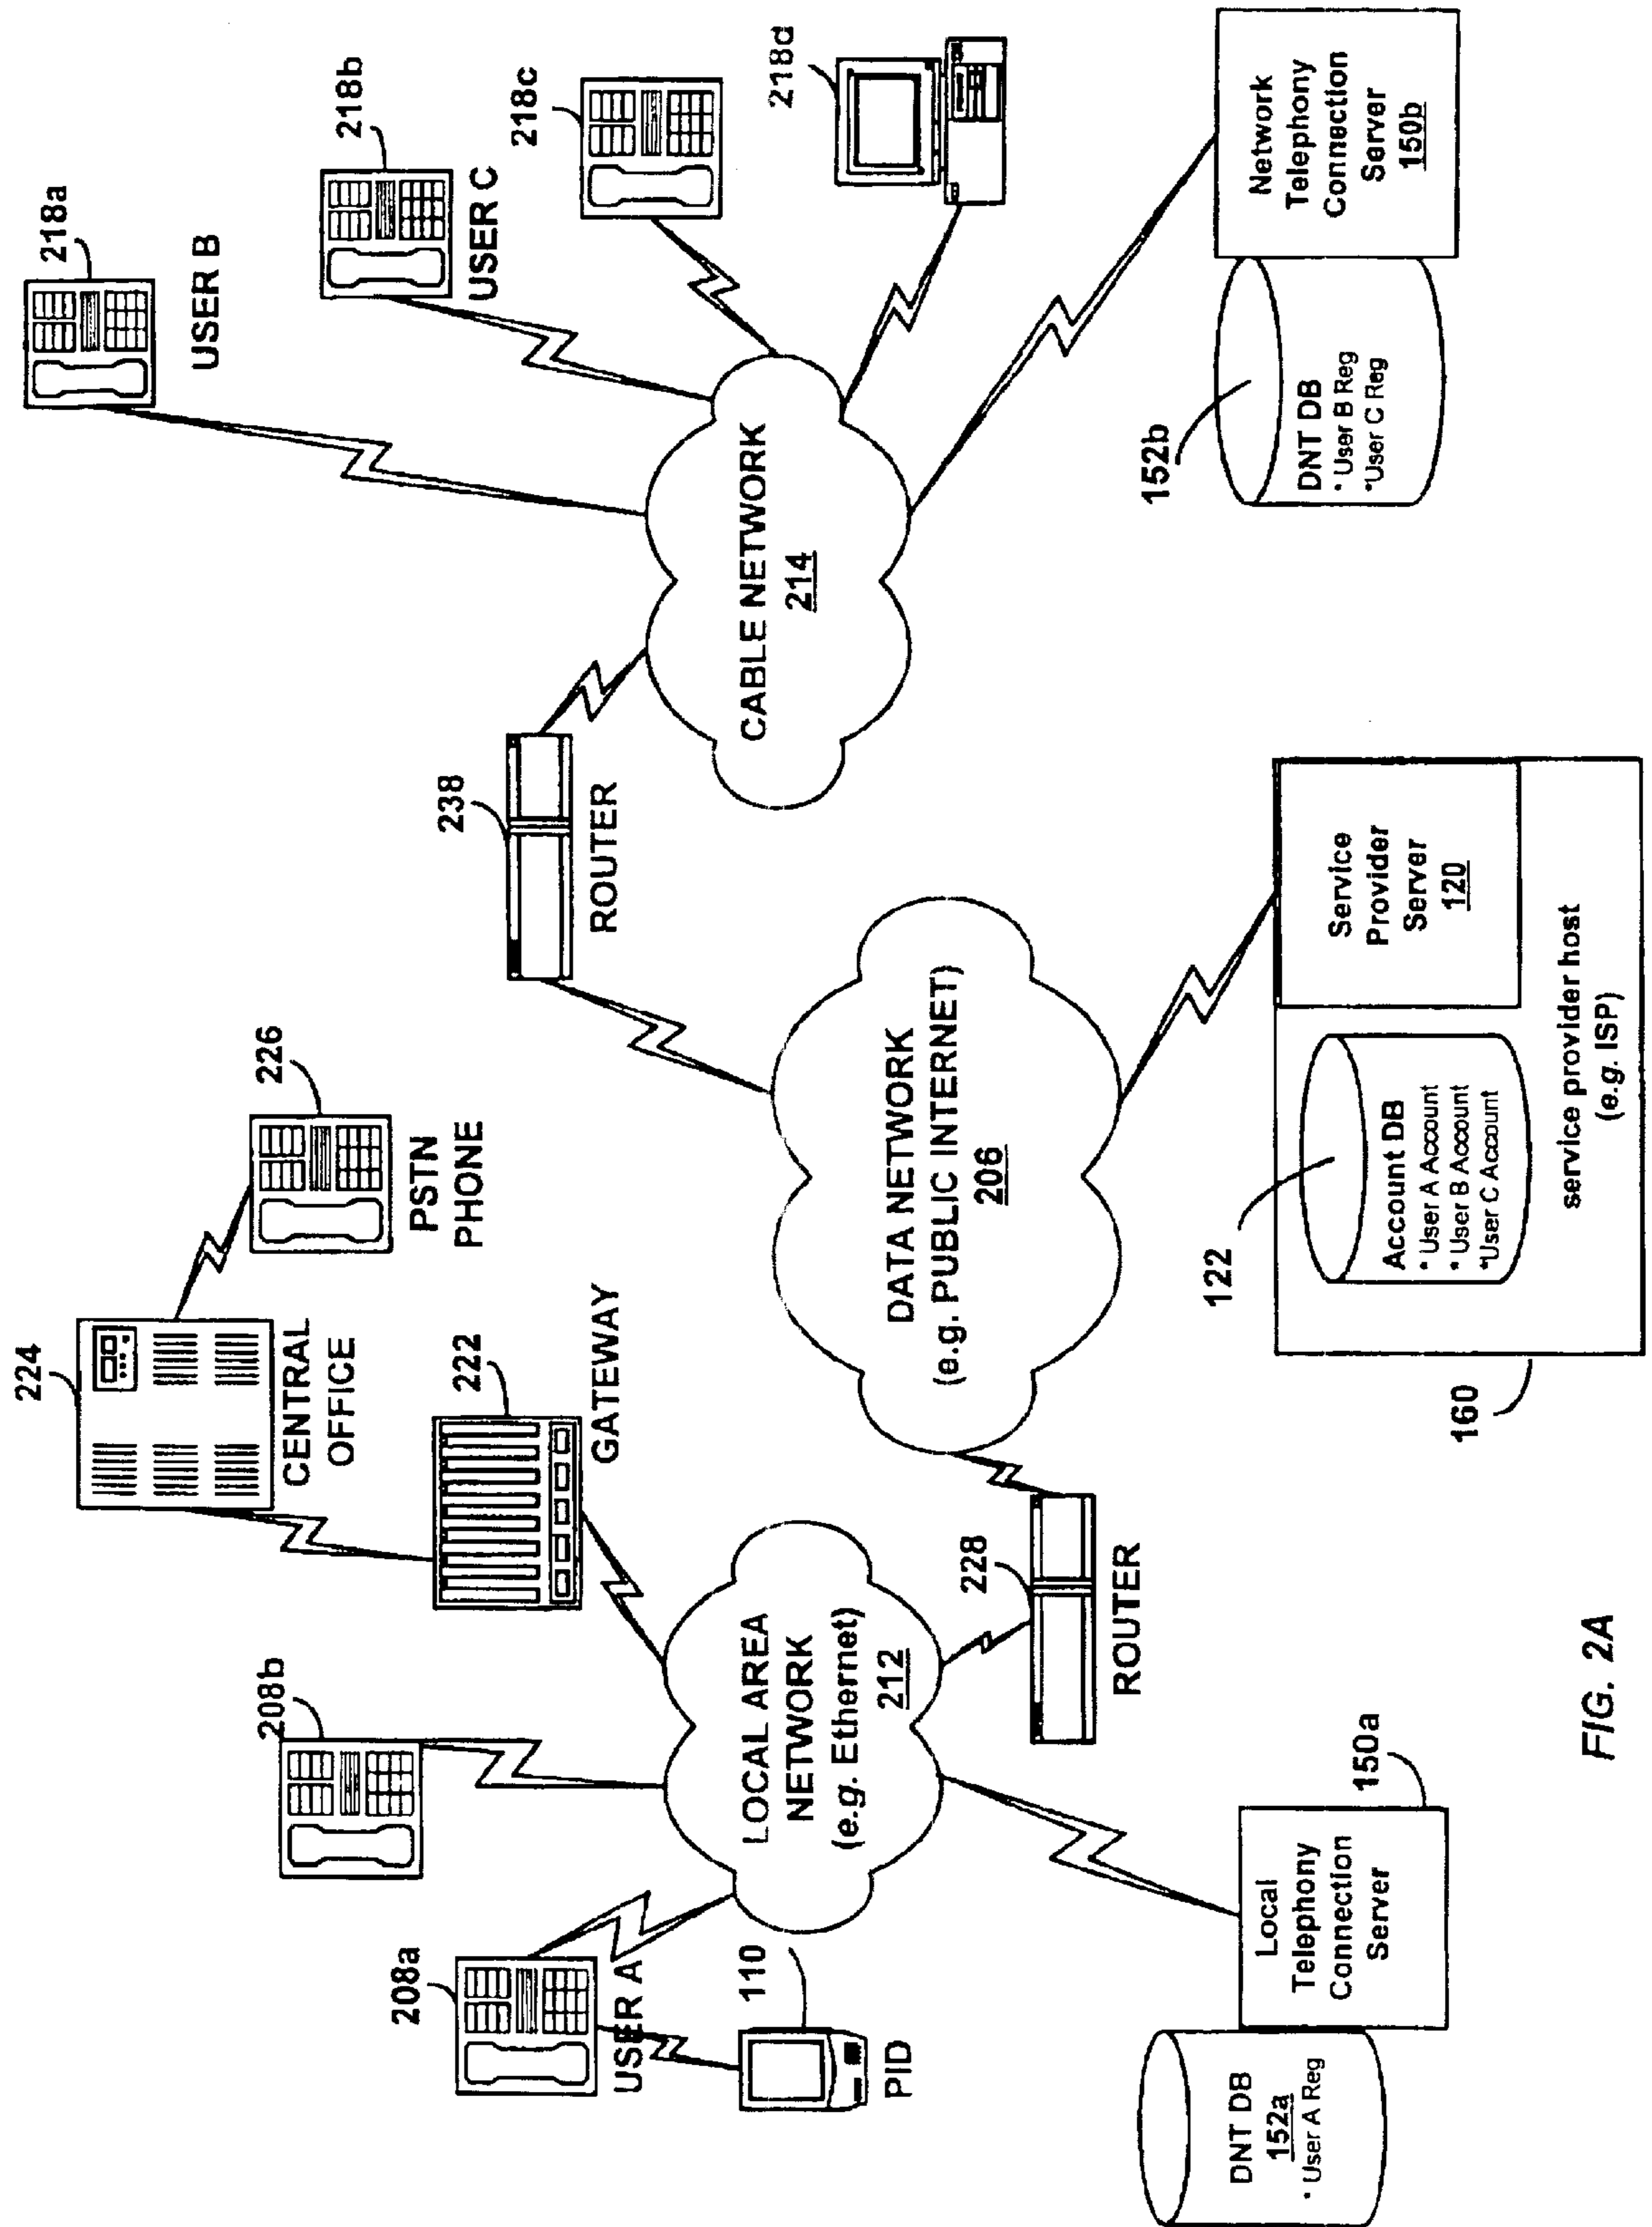 224
CENTRAL
OFFICE
226
PSTN
PHONE
218a
USER B
218b
USER C
218c
218d
208b
208a
USER A
110
PID
222
GATEWAY
238
ROUTER
LOCAL AREA
NETWORK
(e.g. Ethernet)
212
228
ROUTER
DATA NETWORK
(e.g. PUBLIC INTERNET)
206
CABLE NETWORK
214
DNT DB
152a
* User A Reg
Local
Telephony
Connection
Server
150a
160
122
Account DB
* User A Account
* User B Account
*User C Account
Service
Provider
Server
120
service provider host
(e.g. ISP)
152b
DNT DB
* User B Reg
*User C Reg
Network
Telephony
Connection
Server
150b
FIG. 2A